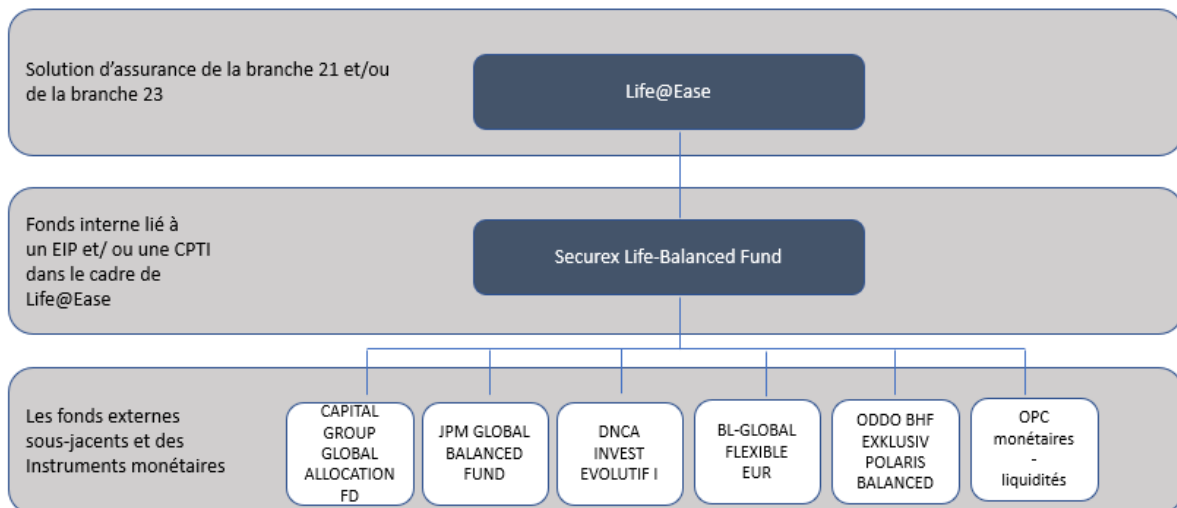 Solution d'assurance de la branche 21 et/ou
de la branche 23
Life@Ease
Fonds interne lié à
un EIP et/ ou une CPTI
dans le cadre de
Life@Ease
Securex Life-Balanced Fund
Les fonds externes
sous-jacents et des
Instruments monétaires
CAPITAL
GROUP
GLOBAL
ALLOCATION
FD
JPM GLOBAL
BALANCED
FUND
DNCA
INVEST
EVOLUTIF I
BL-GLOBAL
FLEXIBLE
EUR
ODDO BHF
EXKLUSIV
POLARIS
BALANCED
OPC
monétaires
-
liquidités